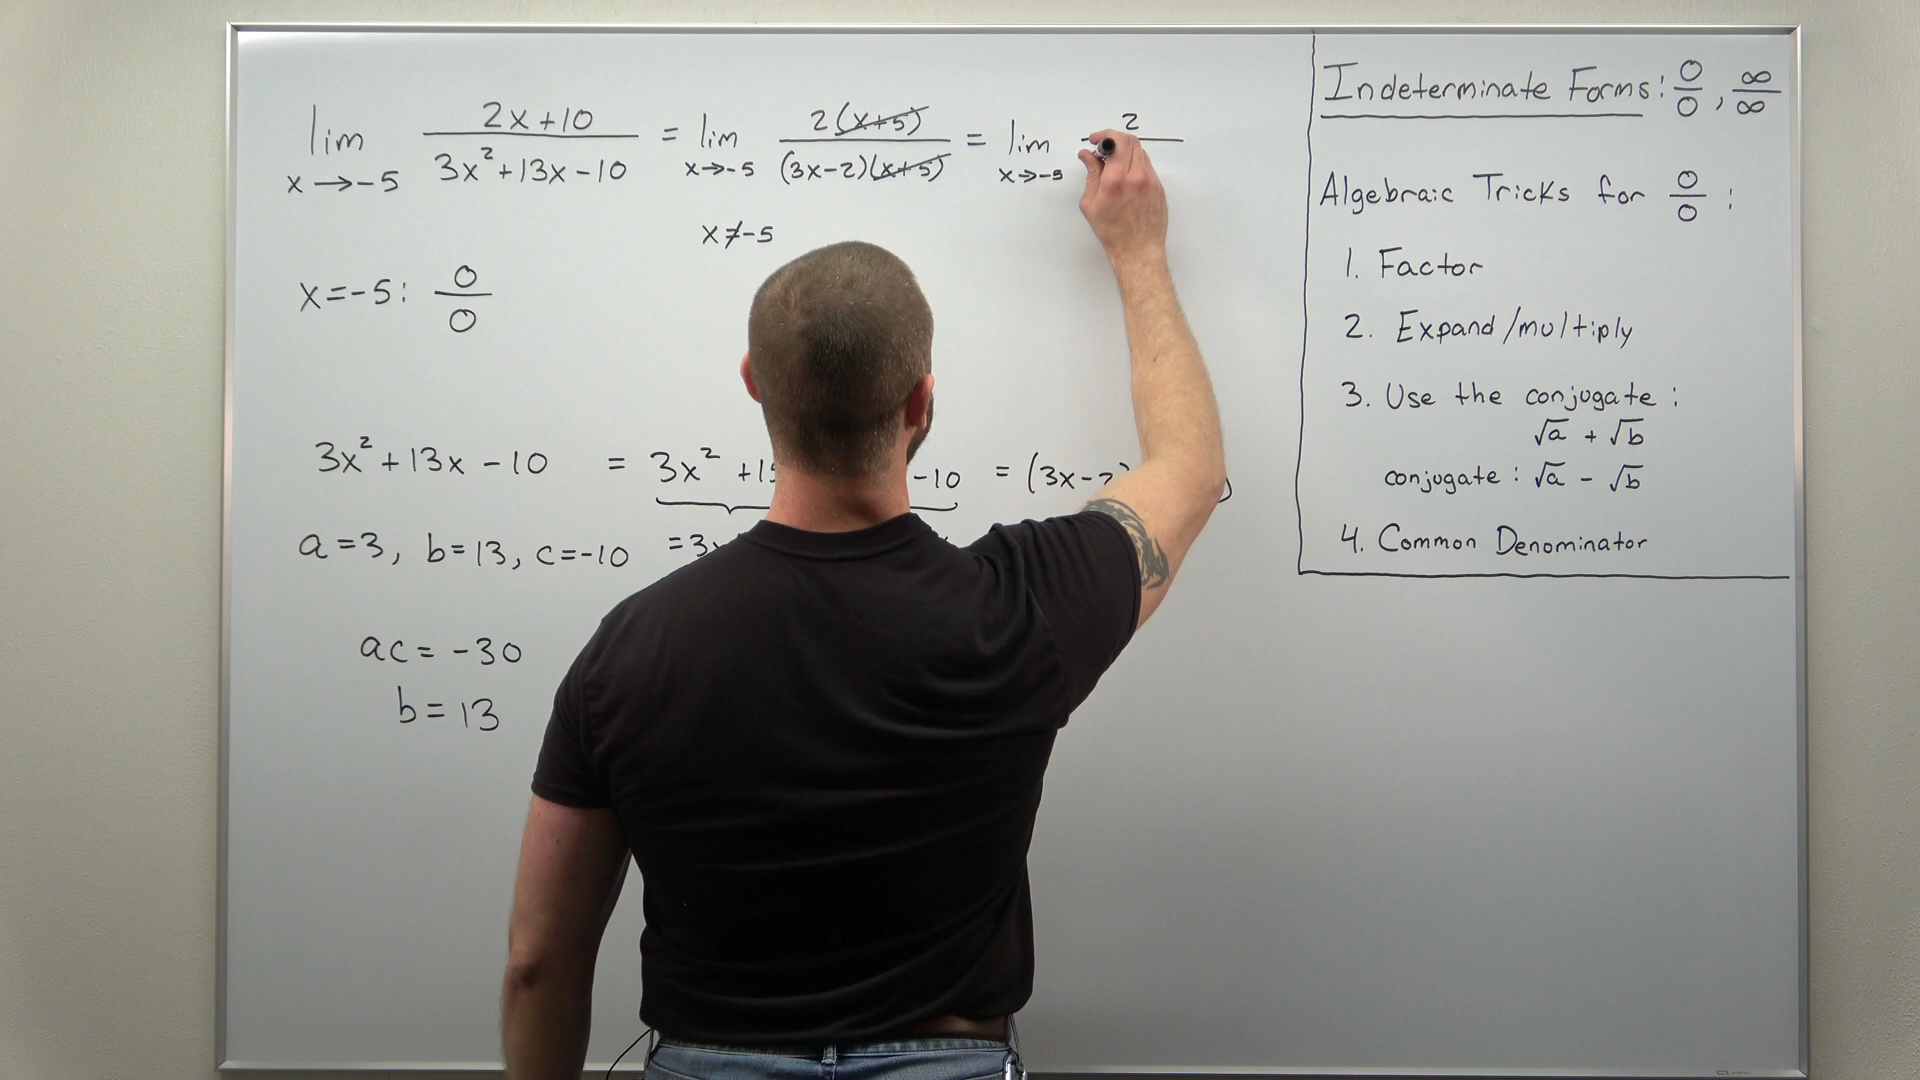 lim x→-5 (2x+10)/(3x²+13x-10) = lim x→-5 2(x+5)/(3x-2)(x+5) = lim x→-5 2
x≠-5
x=-5: 0/0
3x²+13x-10 = 3x² -10 = (3x-2)
a=3, b=13, c=-10
ac=-30
b=13
Indeterminate Forms: 0/0, ∞/∞
Algebraic Tricks for 0/0:
1. Factor
2. Expand/multiply
3. Use the conjugate:
√a + √b
conjugate: √a - √b
4. Common Denominator